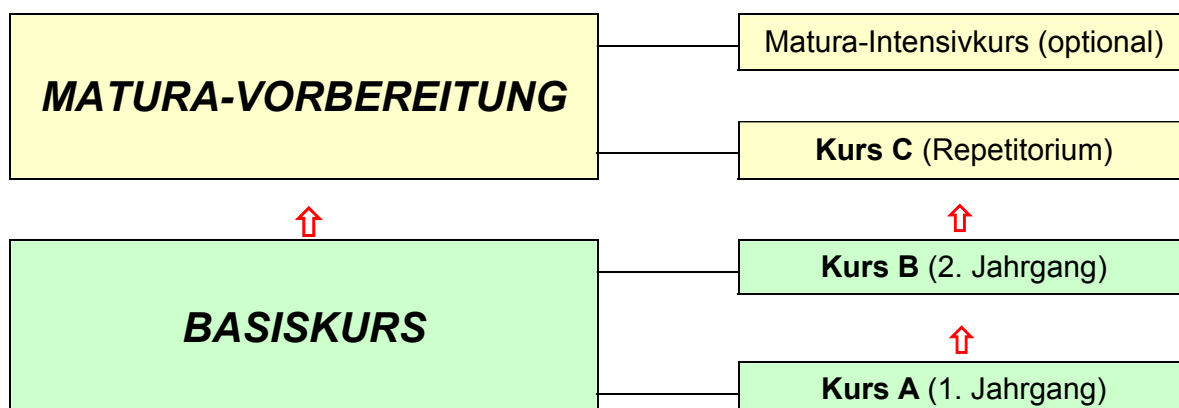 Matura-Intensivkurs (optional)
MATURA-VORBEREITUNG
Kurs C (Repetitorium)
Kurs B (2. Jahrgang)
BASISKURS
Kurs A (1. Jahrgang)